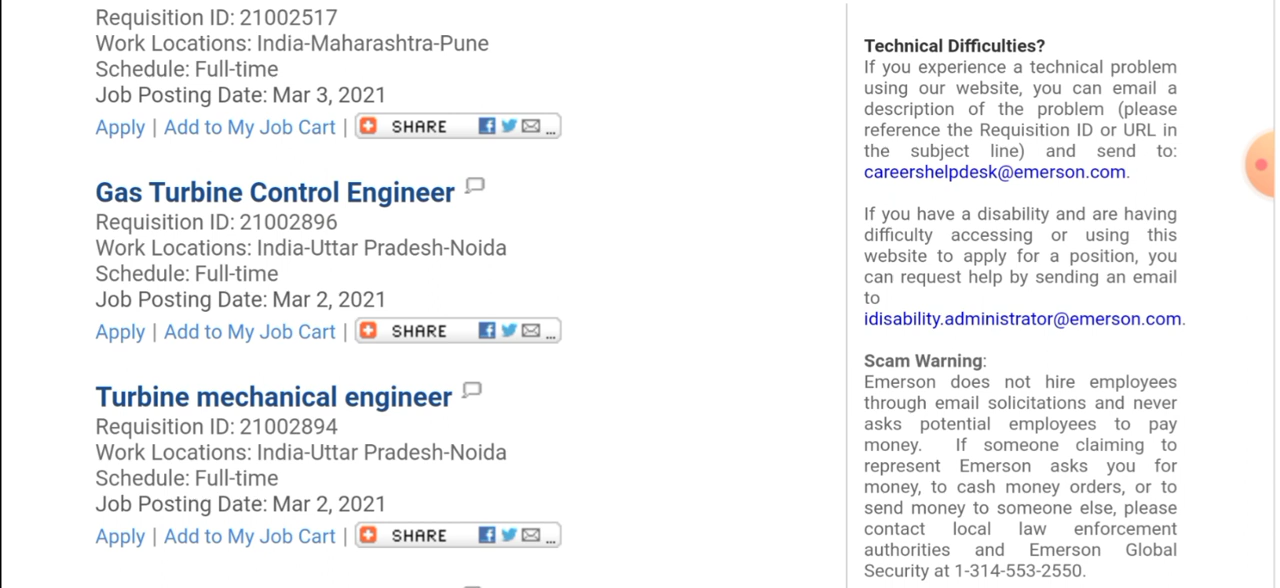 Requisition ID: 21002517
Work Locations: India-Maharashtra-Pune
Schedule: Full-time
Job Posting Date: Mar 3, 2021
Apply | Add to My Job Cart | SHARE ...
Gas Turbine Control Engineer
Requisition ID: 21002896
Work Locations: India-Uttar Pradesh-Noida
Schedule: Full-time
Job Posting Date: Mar 2, 2021
Apply | Add to My Job Cart | SHARE ...
Turbine mechanical engineer
Requisition ID: 21002894
Work Locations: India-Uttar Pradesh-Noida
Schedule: Full-time
Job Posting Date: Mar 2, 2021
Apply | Add to My Job Cart | SHARE ...
Technical Difficulties?
If you experience a technical problem
using our website, you can email a
description of the problem (please
reference the Requisition ID or URL in
the subject line) and send to:
careershelpdesk@emerson.com.
If you have a disability and are having
difficulty accessing or using this
website to apply for a position, you
can request help by sending an email
to
idisability.administrator@emerson.com.
Scam Warning:
Emerson does not hire employees
through email solicitations and never
asks potential employees to pay
money. If someone claiming to
represent Emerson asks you for
money, to cash money orders, or to
send money to someone else, please
contact local law enforcement
authorities and Emerson Global
Security at 1-314-553-2550.